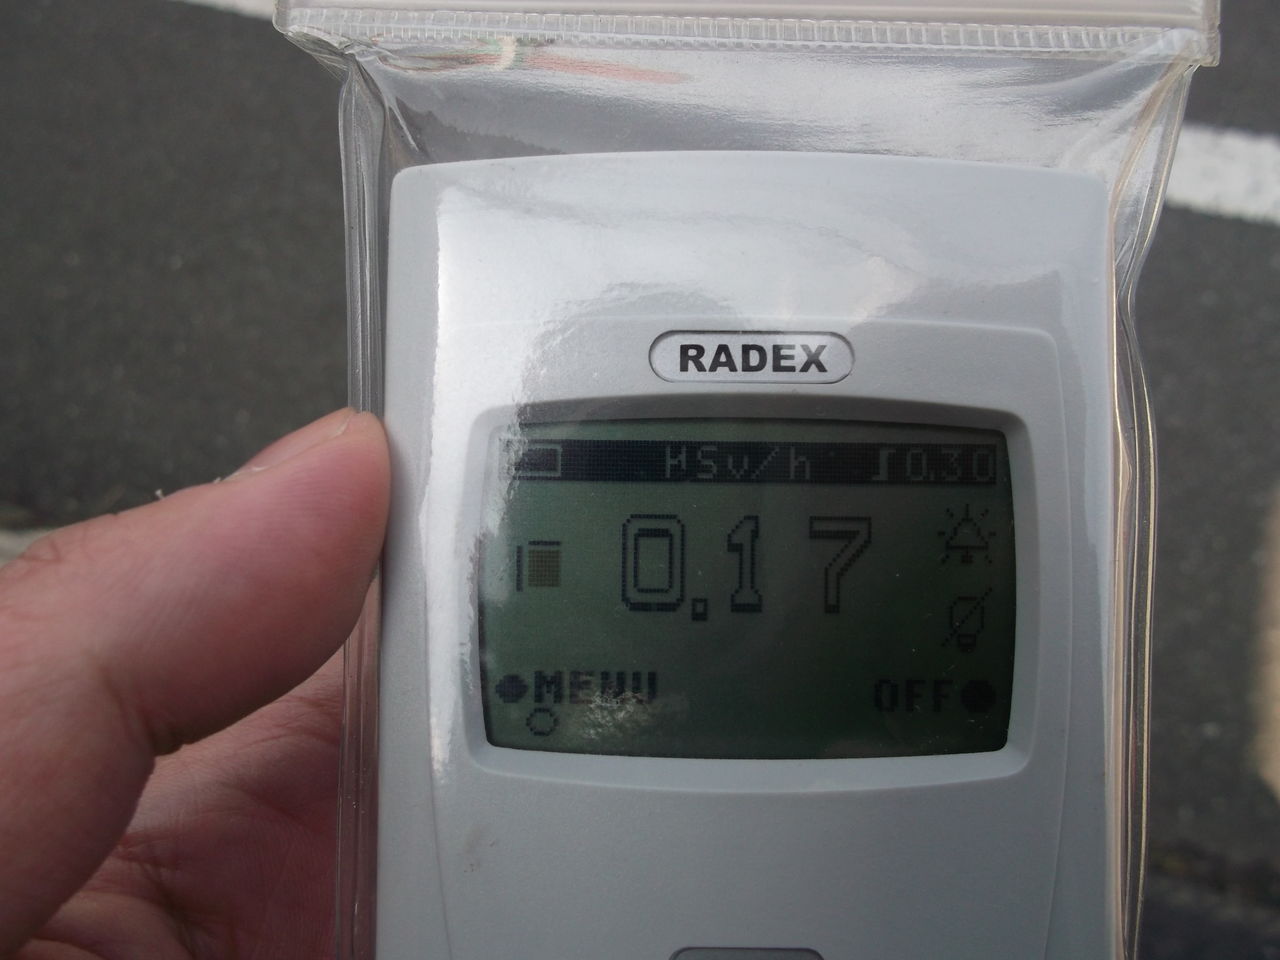 RADEX
µSv/h 0.30
0.17
MENU OFF